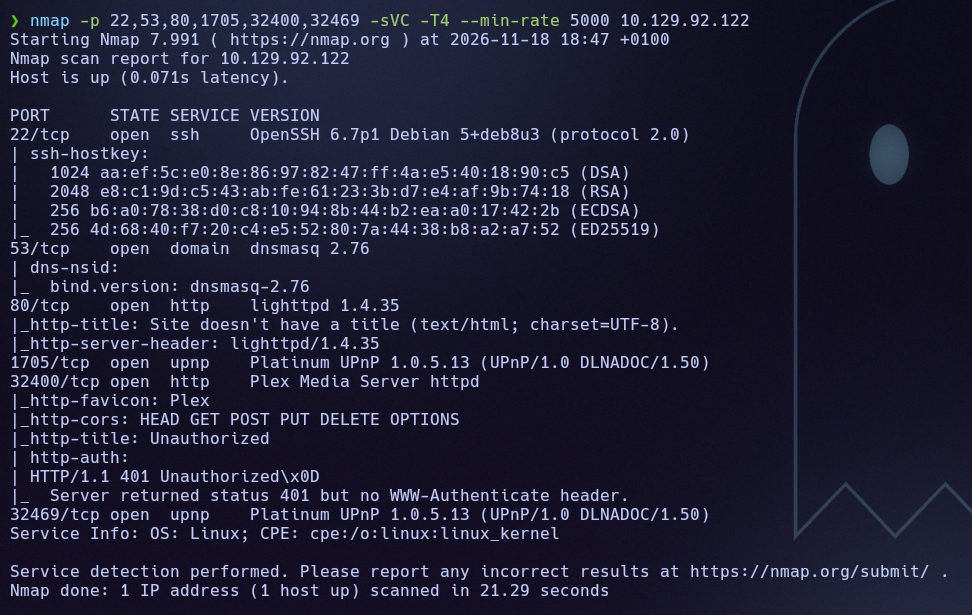 ❯ nmap -p 22,53,80,1705,32400,32469 -sVC -T4 --min-rate 5000 10.129.92.122
Starting Nmap 7.991 ( https://nmap.org ) at 2026-11-18 18:47 +0100
Nmap scan report for 10.129.92.122
Host is up (0.071s latency).

PORT      STATE SERVICE VERSION
22/tcp    open  ssh     OpenSSH 6.7p1 Debian 5+deb8u3 (protocol 2.0)
| ssh-hostkey:
|   1024 aa:ef:5c:e0:8e:86:97:82:47:ff:4a:e5:40:18:90:c5 (DSA)
|   2048 e8:c1:9d:c5:43:ab:fe:61:23:3b:d7:e4:af:9b:74:18 (RSA)
|   256 b6:a0:78:38:d0:c8:10:94:8b:44:b2:ea:a0:17:42:2b (ECDSA)
|_  256 4d:68:40:f7:20:c4:e5:52:80:7a:44:38:b8:a2:a7:52 (ED25519)
53/tcp    open  domain  dnsmasq 2.76
| dns-nsid:
|_  bind.version: dnsmasq-2.76
80/tcp    open  http    lighttpd 1.4.35
|_http-title: Site doesn't have a title (text/html; charset=UTF-8).
|_http-server-header: lighttpd/1.4.35
1705/tcp  open  upnp    Platinum UPnP 1.0.5.13 (UPnP/1.0 DLNADOC/1.50)
32400/tcp open  http    Plex Media Server httpd
|_http-favicon: Plex
|_http-cors: HEAD GET POST PUT DELETE OPTIONS
|_http-title: Unauthorized
| http-auth:
| HTTP/1.1 401 Unauthorized\x0D
|_  Server returned status 401 but no WWW-Authenticate header.
32469/tcp open  upnp    Platinum UPnP 1.0.5.13 (UPnP/1.0 DLNADOC/1.50)
Service Info: OS: Linux; CPE: cpe:/o:linux:linux_kernel

Service detection performed. Please report any incorrect results at https://nmap.org/submit/ .
Nmap done: 1 IP address (1 host up) scanned in 21.29 seconds